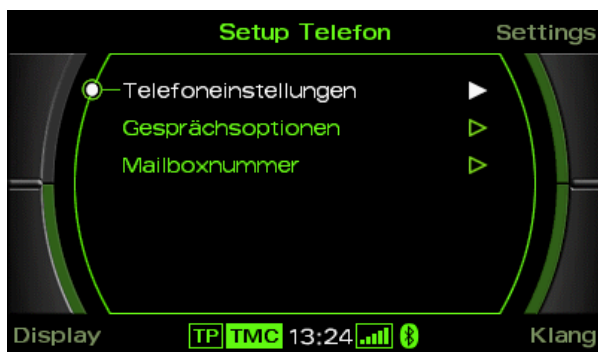 Setup Telefon Settings
Telefoneinstellungen
Gesprächsoptionen
Mailboxnummer
Display TP TMC 13:24 Klang